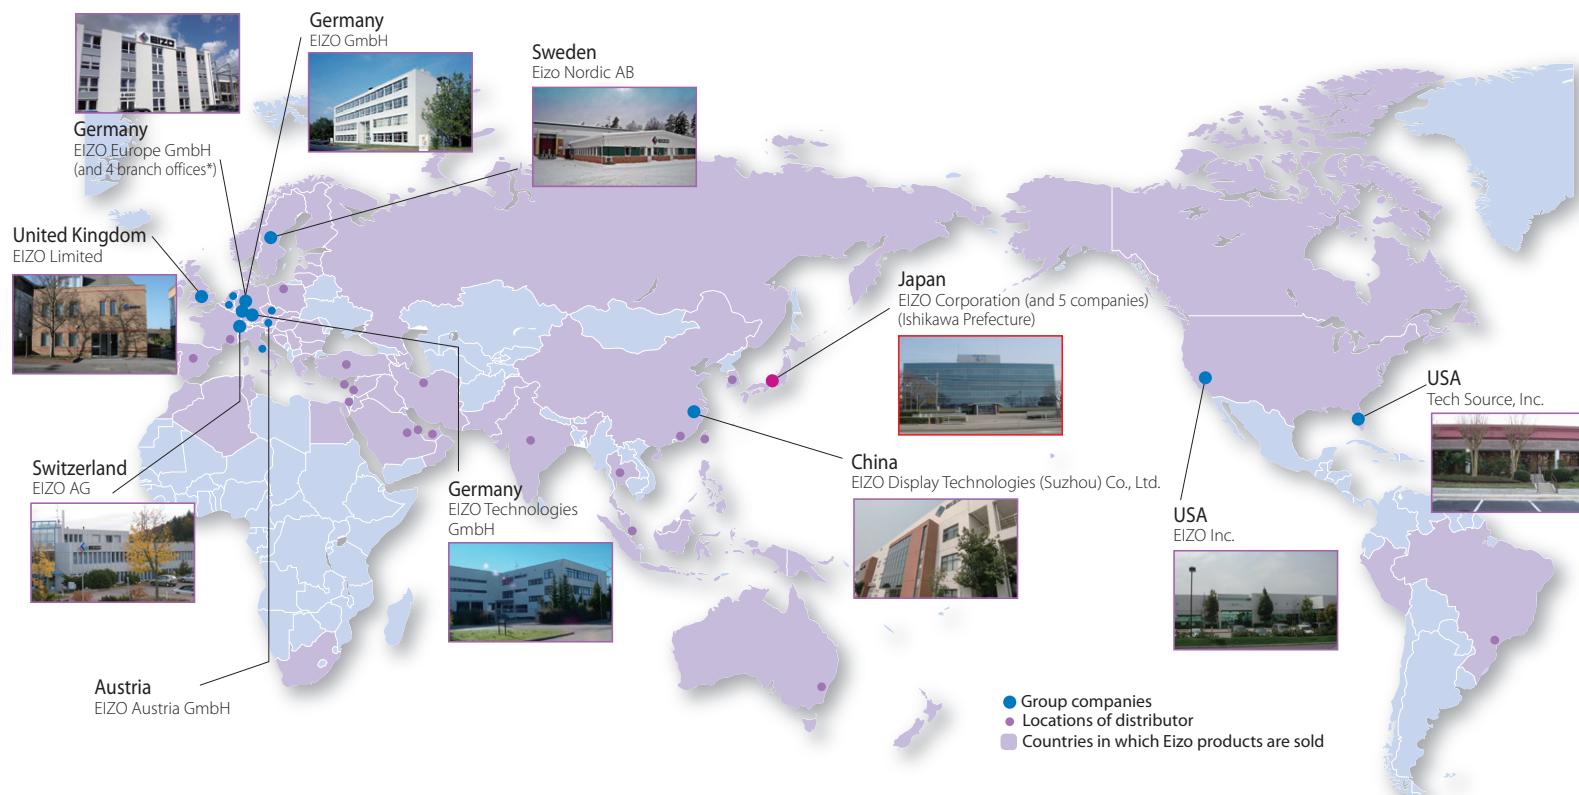 EIZO
Germany
EIZO GmbH
Sweden
Eizo Nordic AB
Germany
EIZO Europe GmbH
(and 4 branch offices*)
United Kingdom
EIZO Limited
Japan
EIZO Corporation (and 5 companies)
(Ishikawa Prefecture)
USA
Tech Source, Inc.
China
EIZO Display Technologies (Suzhou) Co., Ltd.
Switzerland
EIZO AG
Germany
EIZO Technologies
GmbH
USA
EIZO Inc.
Austria
EIZO Austria GmbH
Group companies
Locations of distributor
Countries in which Eizo products are sold